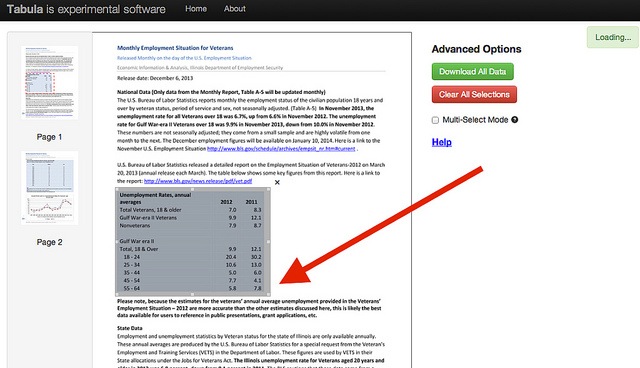 Tabula is experimental software Home About
Loading...
Page 1
Page 2
Monthly Employment Situation for Veterans
Released Monthly on the day of the U.S. Employment Situation
Economic Information & Analysis, Illinois Department of Employment Security
Release date: December 6, 2013
National Data (Only data from the Monthly Report, Table A-5 will be updated monthly)
The U.S. Bureau of Labor Statistics reports monthly the employment status of the civilian population 18 years and
over by veteran status, period of service and sex, not seasonally adjusted. (Table A-5) In November 2013, the
unemployment rate for all Veterans over 18 was 6.7%, up from 6.6% in November 2012. The unemployment
rate for Gulf War-era II Veterans over 18 was 9.9% in November 2013, down from 10.0% in November 2012.
These numbers are not seasonally adjusted; they come from a small sample and are highly volatile from one
month to the next. The December employment figures will be available on January 10, 2014. Here is a link to the
November U.S. Employment Situation http://www.bls.gov/schedule/archives/empsit_nr.htm#current .
U.S. Bureau of Labor Statistics released a detailed report on the Employment Situation of Veterans-2012 on March
20, 2013 (annual release each March). The table below shows some key figures from this report. Here is a link to
the report: http://www.bls.gov/news.release/pdf/vet.pdf
Unemployment Rates, annual
averages 2012 2011
Total Veterans, 18 & older 7.0 8.3
Gulf War-era II Veterans 9.9 12.1
Nonveterans 7.9 8.7
Gulf War era II
Total, 18 & Over 9.9 12.1
18 - 24 20.4 30.2
25 - 34 10.6 13.0
35 - 44 5.0 6.0
45 - 54 7.7 4.1
55 - 64 5.8 7.8
Please note, because the estimates for the veterans' annual average unemployment provided in the Veterans'
Employment Situation – 2012 are more accurate than the other estimates discussed here, this is likely the best
data available for users to reference in public presentations, grant applications, etc.
State Data
Employment and unemployment statistics by Veteran status for the state of Illinois are only available annually.
These annual averages are produced by the U.S. Bureau of Labor Statistics for a special request from the Veteran's
Employment and Training Services (VETS) in the Department of Labor. These figures are used by VETS in their
State allocations under the Jobs for Veterans Act. The Illinois unemployment rate for Veterans aged 20 years and
Advanced Options
Download All Data
Clear All Selections
Multi-Select Mode ?
Help